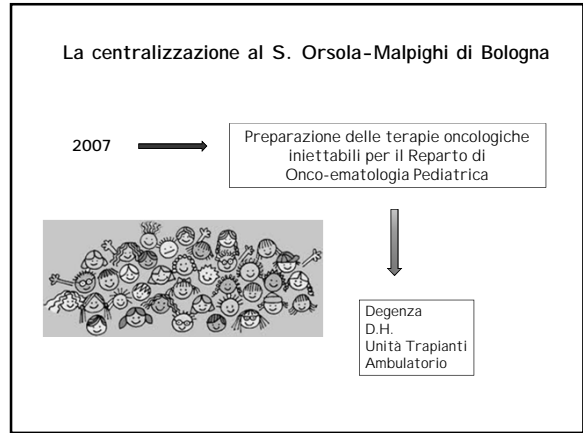 La centralizzazione al S. Orsola-Malpighi di Bologna
2007
Preparazione delle terapie oncologiche
iniettabili per il Reparto di
Onco-ematologia Pediatrica
Degenza
D.H.
Unità Trapianti
Ambulatorio